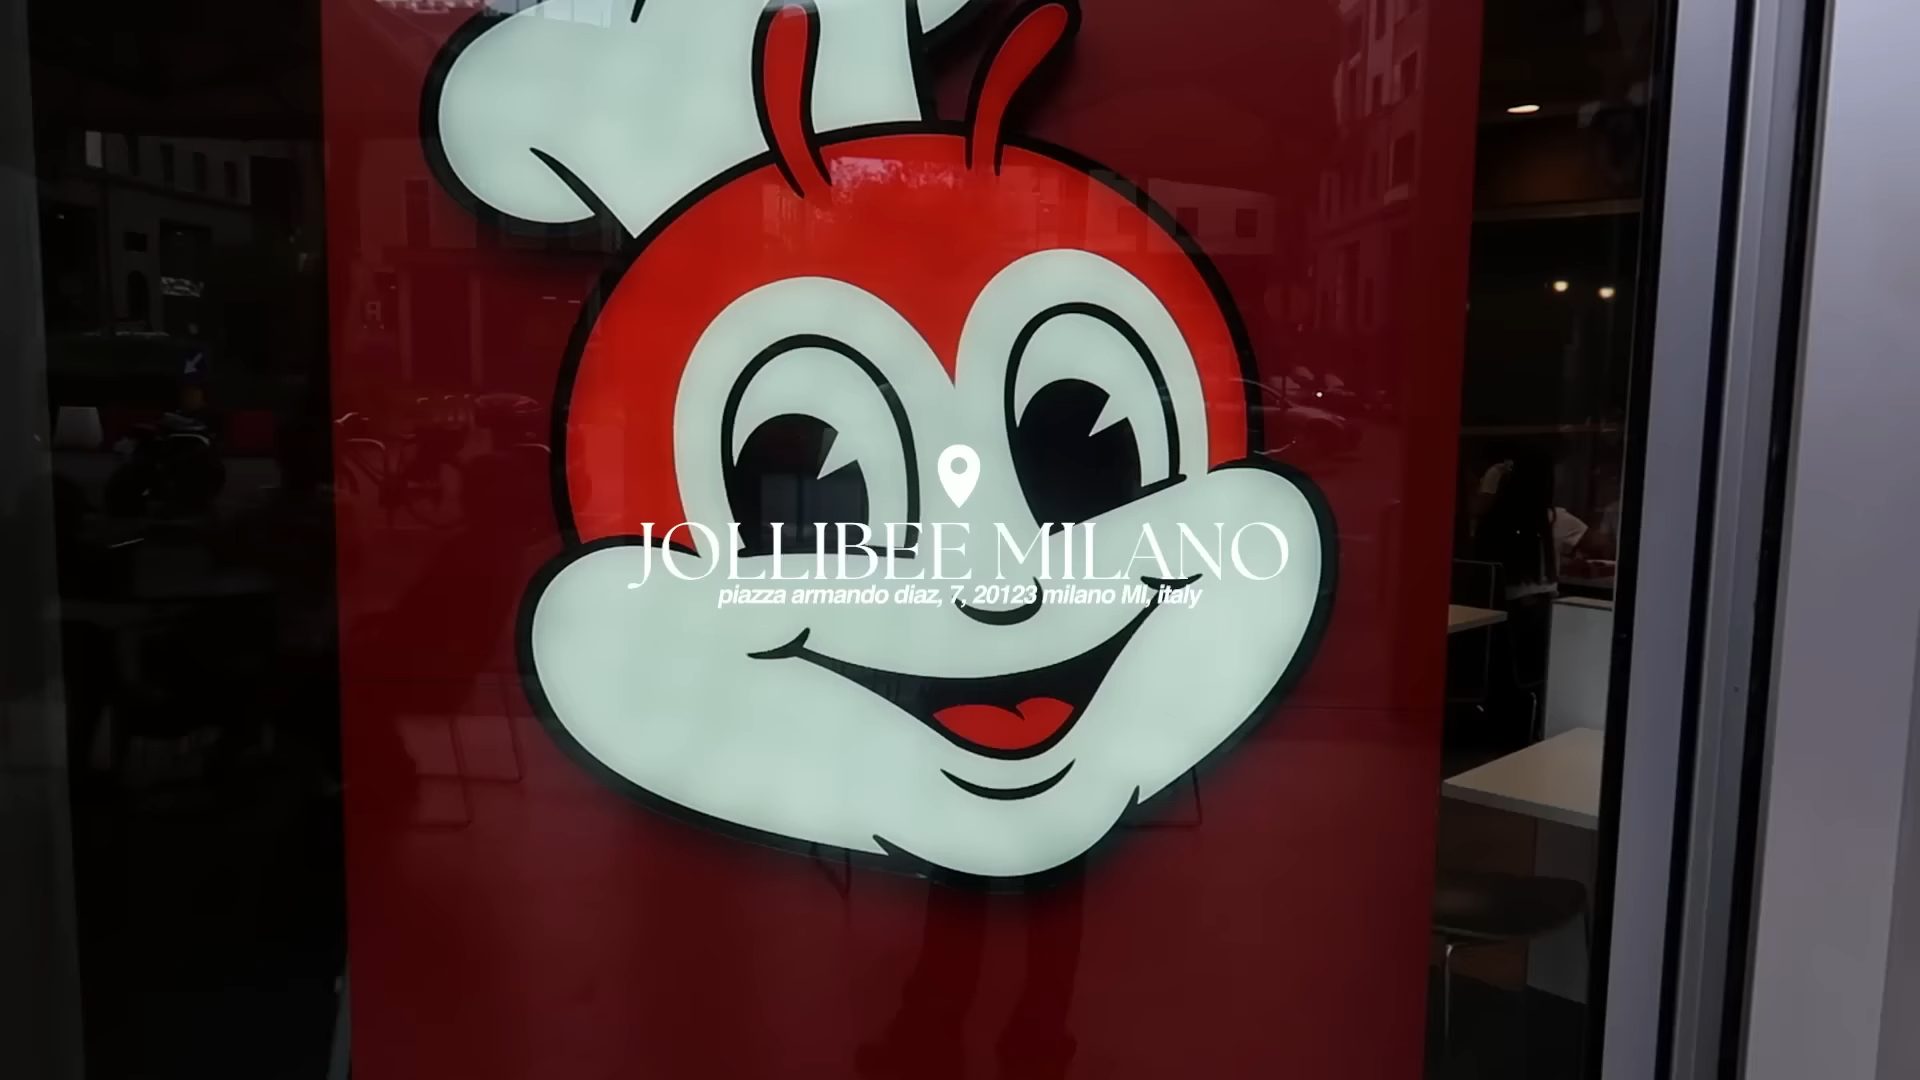 JOLLIBEE MILANO
piazza armando diaz, 7, 20123 milano MI, italy